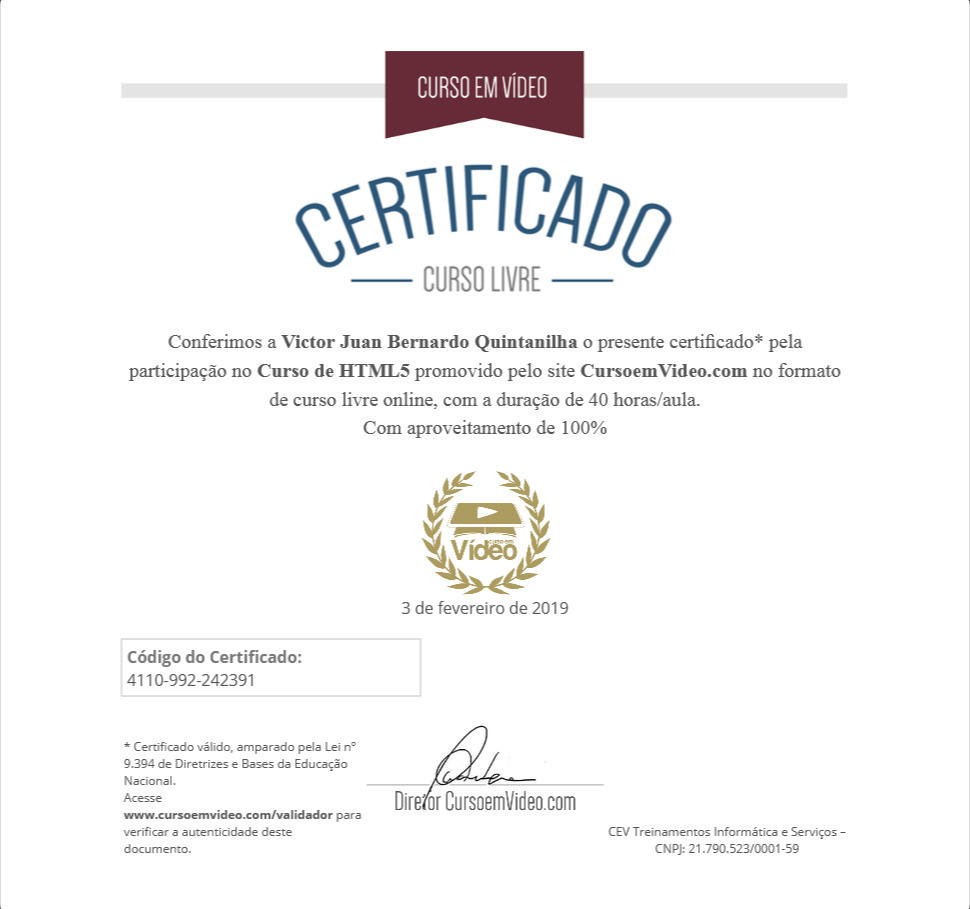 CURSO EM VÍDEO
CERTIFICADO
CURSO LIVRE
Conferimos a Victor Juan Bernardo Quintanilha o presente certificado* pela
participação no Curso de HTML5 promovido pelo site CursoemVideo.com no formato
de curso livre online, com a duração de 40 horas/aula.
Com aproveitamento de 100%
curso em
Vídeo
3 de fevereiro de 2019
Código do Certificado:
4110-992-242391
* Certificado válido, amparado pela Lei nº
9.394 de Diretrizes e Bases da Educação
Nacional.
Acesse
www.cursoemvideo.com/validador para
verificar a autenticidade deste
documento.
Diretor CursoemVideo.com
CEV Treinamentos Informática e Serviços –
CNPJ: 21.790.523/0001-59